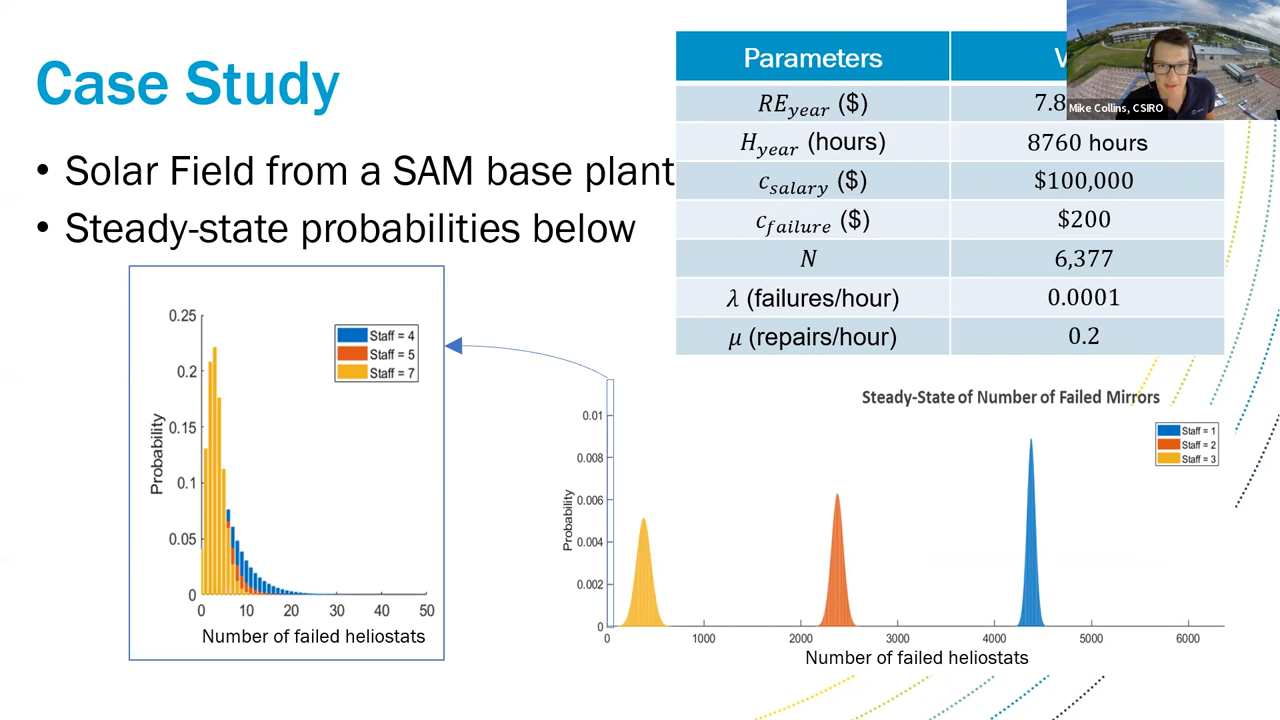 Case Study
• Solar Field from a SAM base plant
• Steady-state probabilities below
Parameters
RE_year ($) 7.8
H_year (hours) 8760 hours
c_salary ($) $100,000
c_failure ($) $200
N 6,377
λ (failures/hour) 0.0001
μ (repairs/hour) 0.2
Mike Collins, CSIRO
0.25
0.2
0.15
0.1
0.05
0
Probability
Staff = 4
Staff = 5
Staff = 7
0 10 20 30 40 50
Number of failed heliostats
Steady-State of Number of Failed Mirrors
0.01
0.008
0.006
0.004
0.002
0
Probability
Staff = 1
Staff = 2
Staff = 3
0 1000 2000 3000 4000 5000 6000
Number of failed heliostats